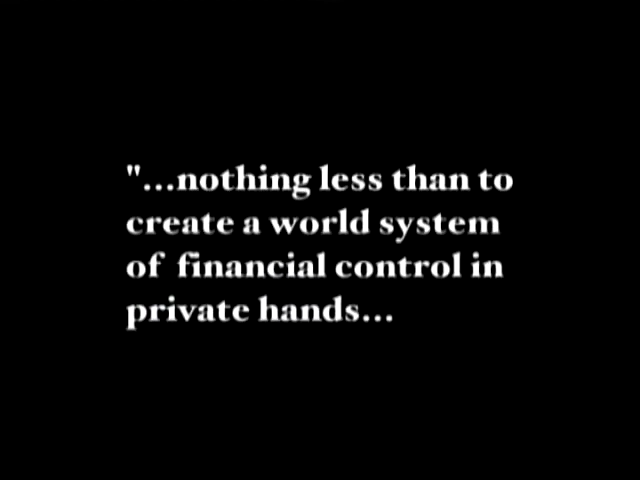 "...nothing less than to
create a world system
of financial control in
private hands...